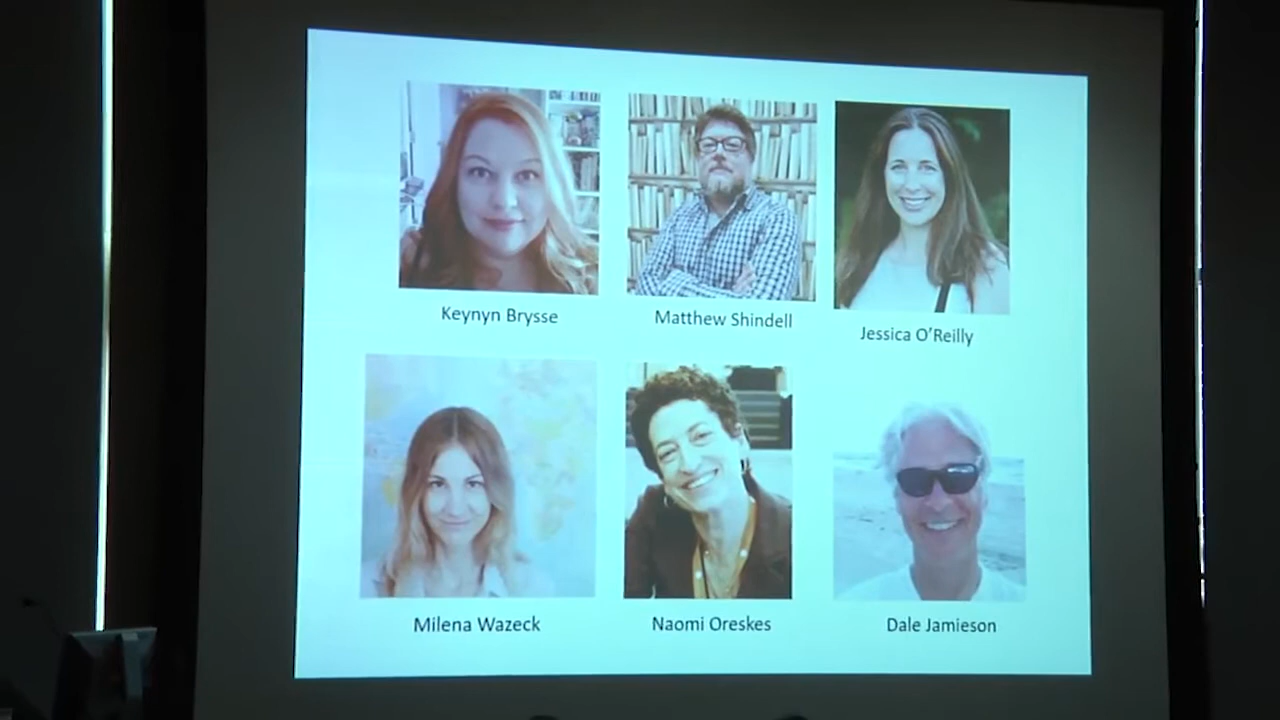 Keynyn Brysse
Matthew Shindell
Jessica O'Reilly
Milena Wazeck
Naomi Oreskes
Dale Jamieson